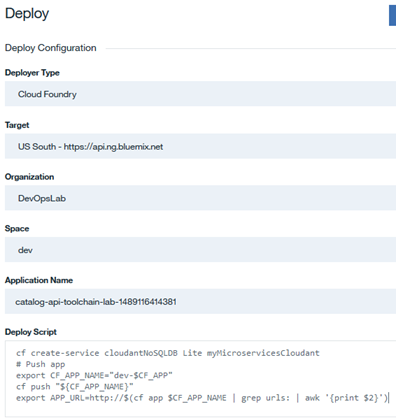 Deploy
Deploy Configuration
Deployer Type
Cloud Foundry
Target
US South - https://api.ng.bluemix.net
Organization
DevOpsLab
Space
dev
Application Name
catalog-api-toolchain-lab-1489116414381
Deploy Script
cf create-service cloudantNoSQLDB Lite myMicroservicesCloudant
# Push app
export CF_APP_NAME="dev-$CF_APP"
cf push "${CF_APP_NAME}"
export APP_URL=http://$(cf app $CF_APP_NAME | grep urls: | awk '{print $2}')